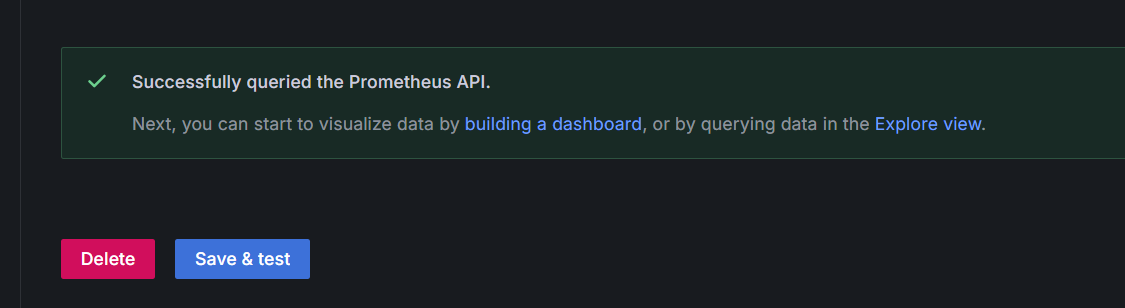 Successfully queried the Prometheus API.
Next, you can start to visualize data by building a dashboard, or by querying data in the Explore view.
Delete
Save & test